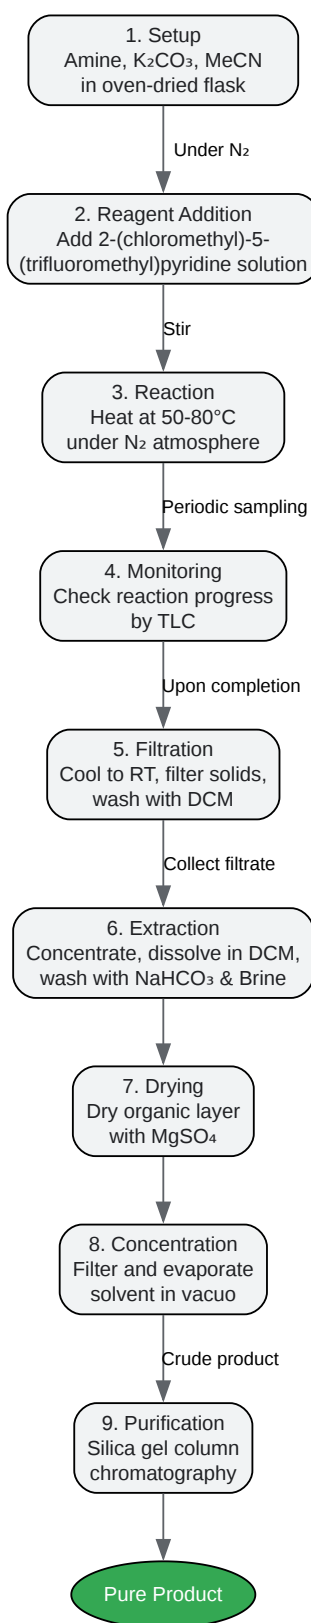 1. Setup
Amine, K₂CO₃, MeCN
in oven-dried flask
Under N₂
2. Reagent Addition
Add 2-(chloromethyl)-5-
(trifluoromethyl)pyridine solution
Stir
3. Reaction
Heat at 50-80°C
under N₂ atmosphere
Periodic sampling
4. Monitoring
Check reaction progress
by TLC
Upon completion
5. Filtration
Cool to RT, filter solids,
wash with DCM
Collect filtrate
6. Extraction
Concentrate, dissolve in DCM,
wash with NaHCO₃ & Brine
7. Drying
Dry organic layer
with MgSO₄
8. Concentration
Filter and evaporate
solvent in vacuo
Crude product
9. Purification
Silica gel column
chromatography
Pure Product